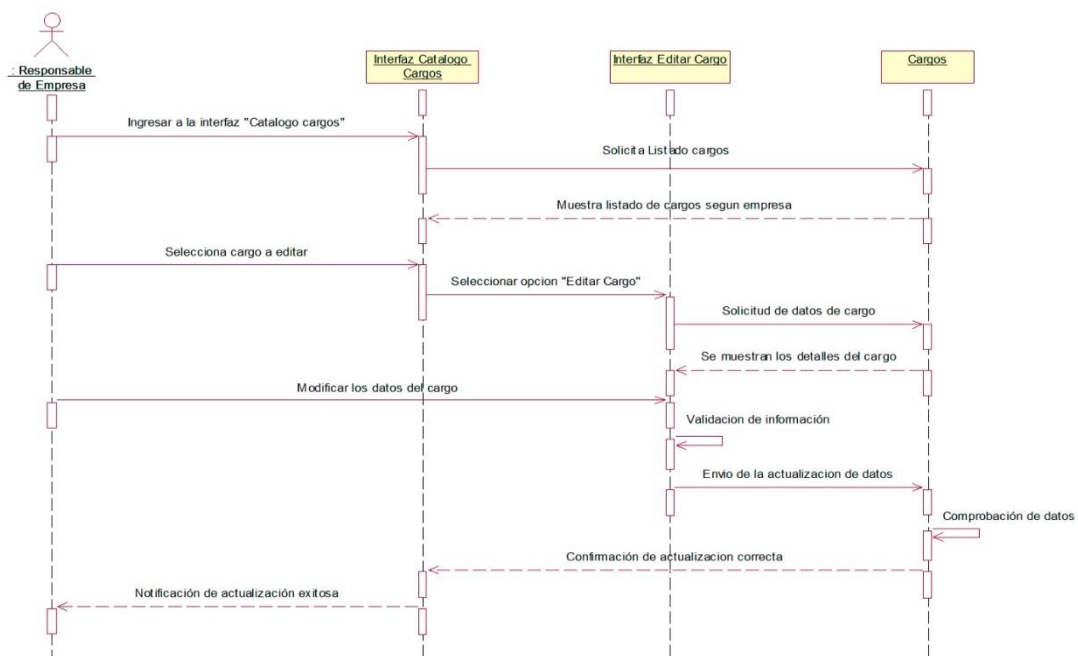 : Responsable
de Empresa
Interfaz Catalogo
Cargos
Interfaz Editar Cargo
Cargos
Ingresar a la interfaz "Catalogo cargos"
Solicita Listado cargos
Muestra listado de cargos segun empresa
Selecciona cargo a editar
Seleccionar opcion "Editar Cargo"
Solicitud de datos de cargo
Se muestran los detalles del cargo
Modificar los datos del cargo
Validacion de información
Envio de la actualizacion de datos
Comprobación de datos
Confirmación de actualizacion correcta
Notificación de actualización exitosa